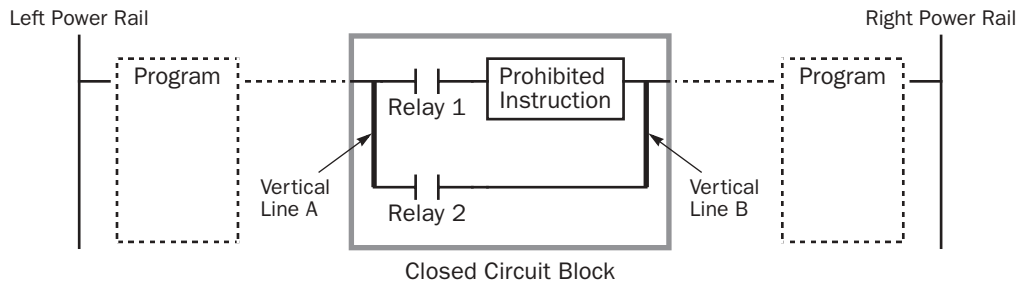 Left Power Rail
Right Power Rail
Program
Prohibited
Instruction
Program
Relay 1
Vertical
Line A
Vertical
Line B
Relay 2
Closed Circuit Block